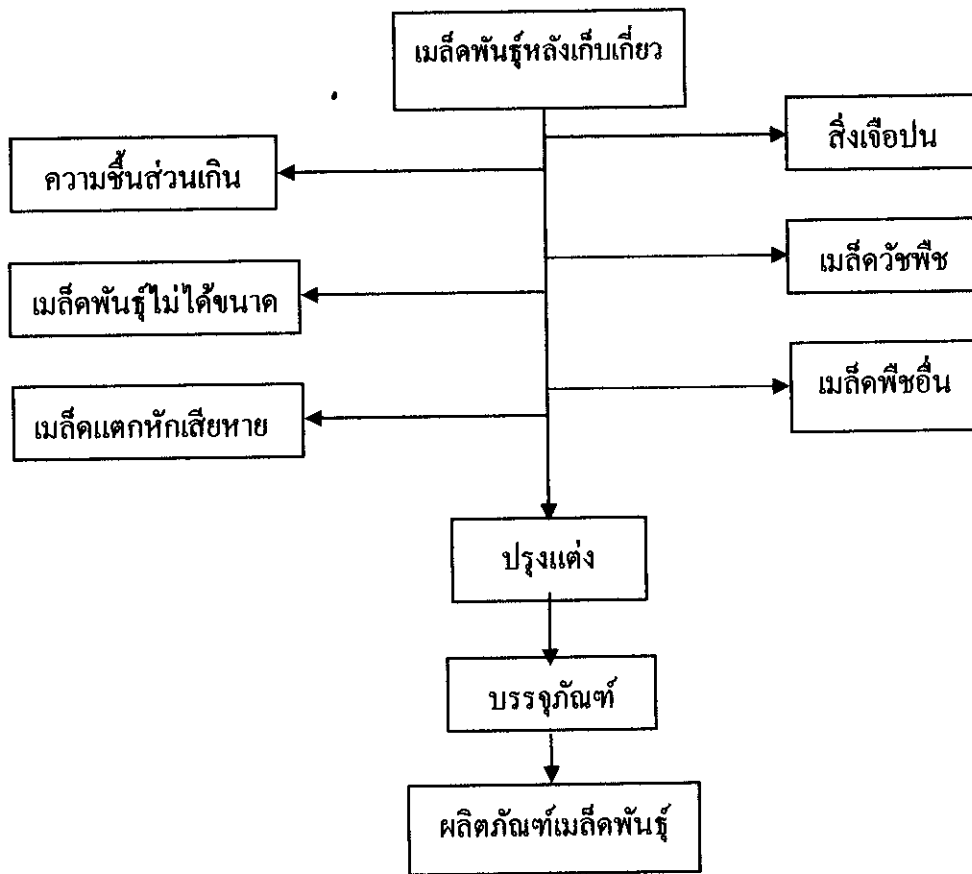 เมล็ดพันธุ์หลังเก็บเกี่ยว
สิ่งเจือปน
ความชื้นส่วนเกิน
เมล็ดวัชพืช
เมล็ดพันธุ์ไม่ได้ขนาด
เมล็ดพืชอื่น
เมล็ดแตกหักเสียหาย
ปรุงแต่ง
บรรจุภัณฑ์
ผลิตภัณฑ์เมล็ดพันธุ์